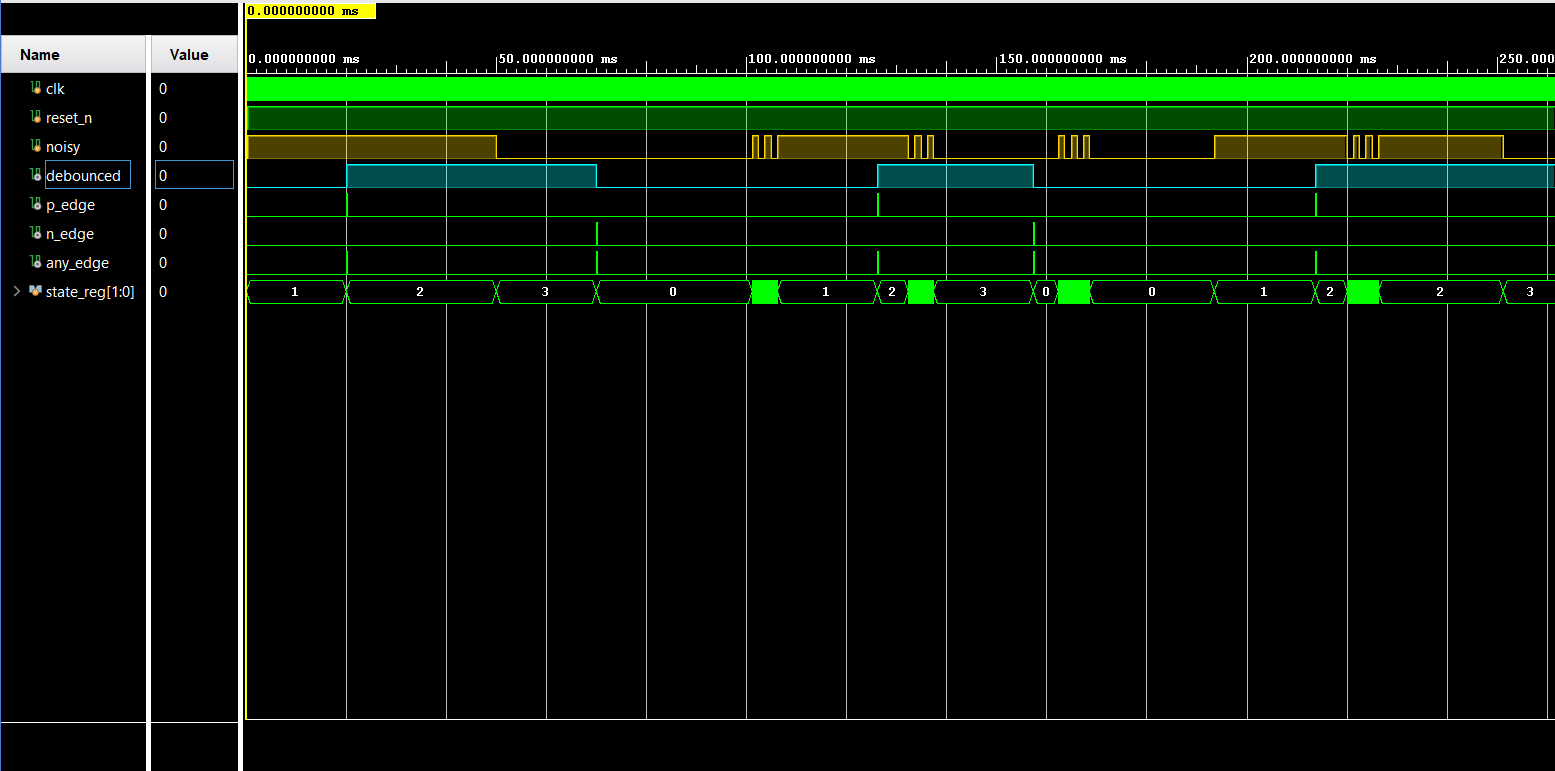 0.000000000 ms
Name Value 0.000000000 ms 50.000000000 ms 100.000000000 ms 150.000000000 ms 200.000000000 ms 250.000
clk 0
reset_n 0
noisy 0
debounced 0
p_edge 0
n_edge 0
any_edge 0
state_reg[1:0] 0 1 2 3 0 1 2 3 0 0 1 2 2 3